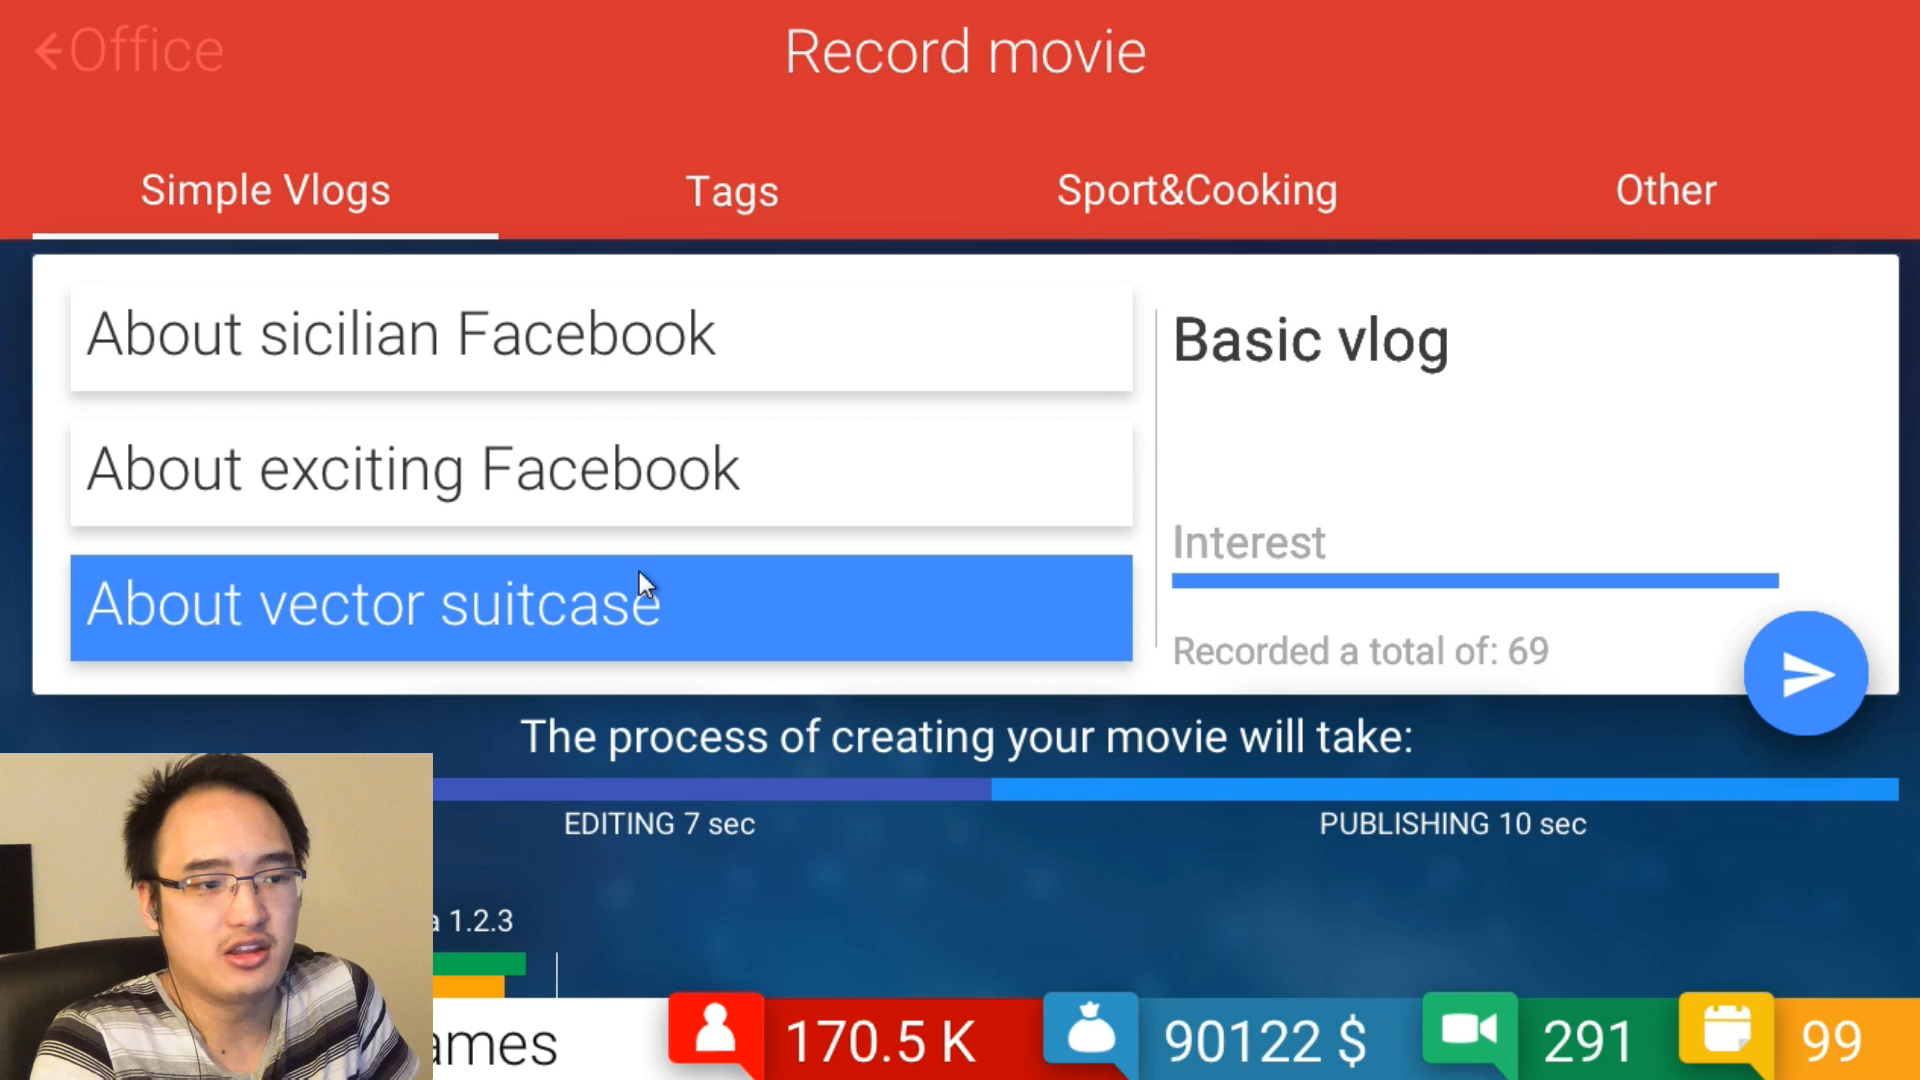 Office
Record movie
Simple Vlogs
Tags
Sport&Cooking
Other
About sicilian Facebook
About exciting Facebook
About vector suitcase
Basic vlog
Interest
Recorded a total of: 69
The process of creating your movie will take:
EDITING 7 sec
PUBLISHING 10 sec
1.2.3
ames
170.5 K
90122 $
291
99